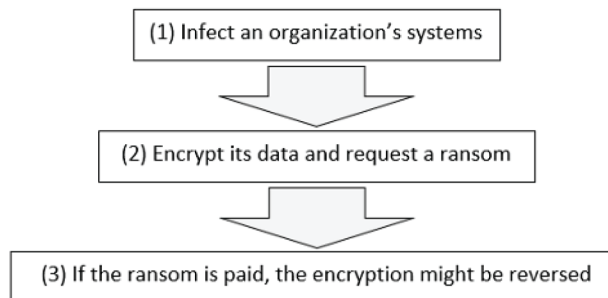 (1) Infect an organization’s systems
(2) Encrypt its data and request a ransom
(3) If the ransom is paid, the encryption might be reversed